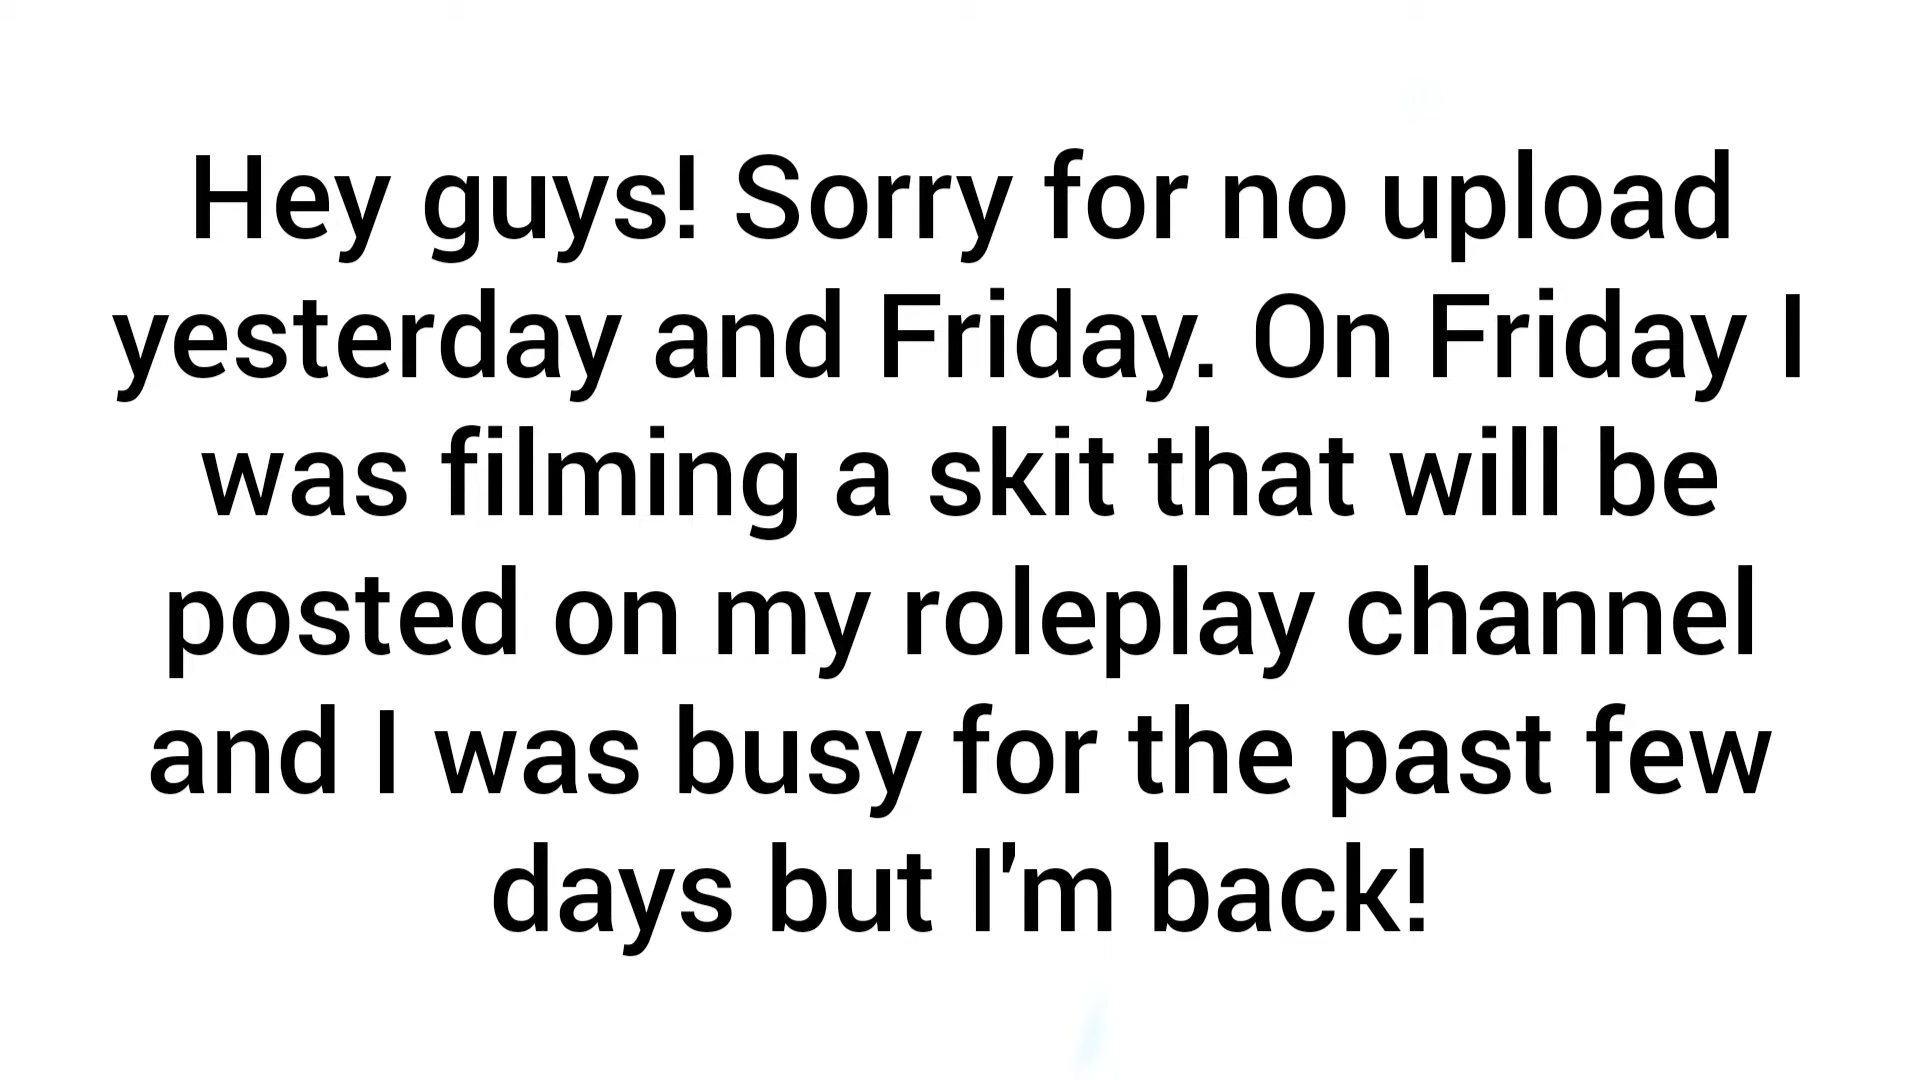 Hey guys! Sorry for no upload
yesterday and Friday. On Friday I
was filming a skit that will be
posted on my roleplay channel
and I was busy for the past few
days but I'm back!